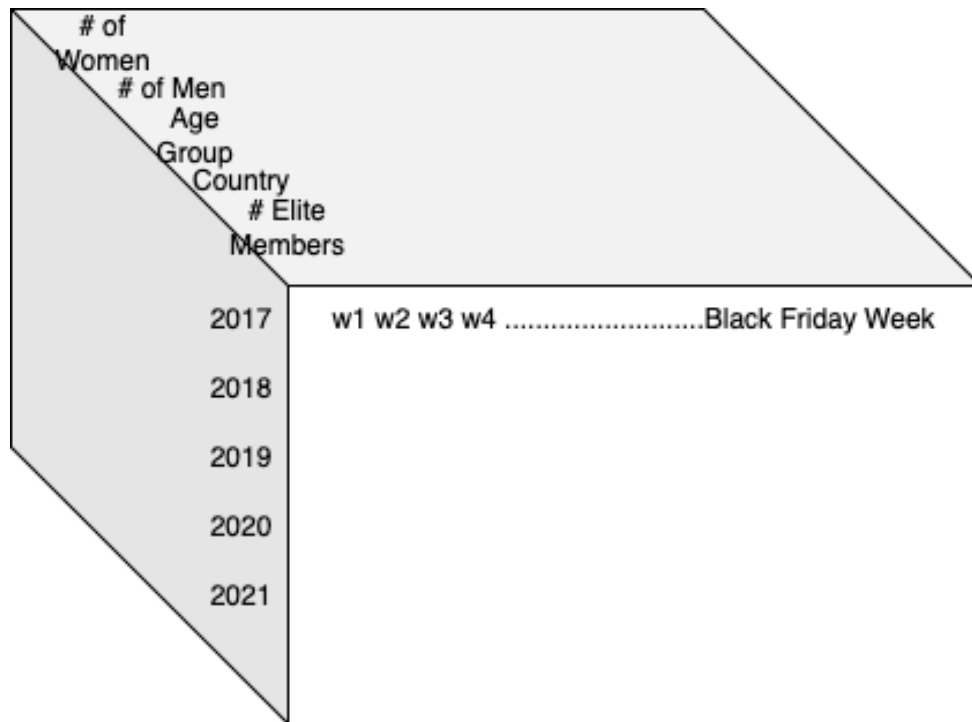 # of
Women
# of Men
Age
Group
Country
# Elite
Members
2017 w1 w2 w3 w4 ..........................Black Friday Week
2018
2019
2020
2021